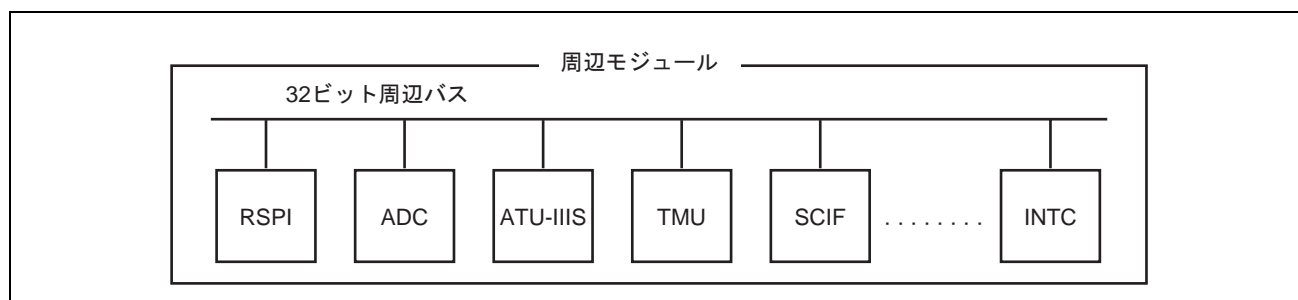 周辺モジュール
32ビット周辺バス
RSPI ADC ATU-IIIS TMU SCIF ........ INTC